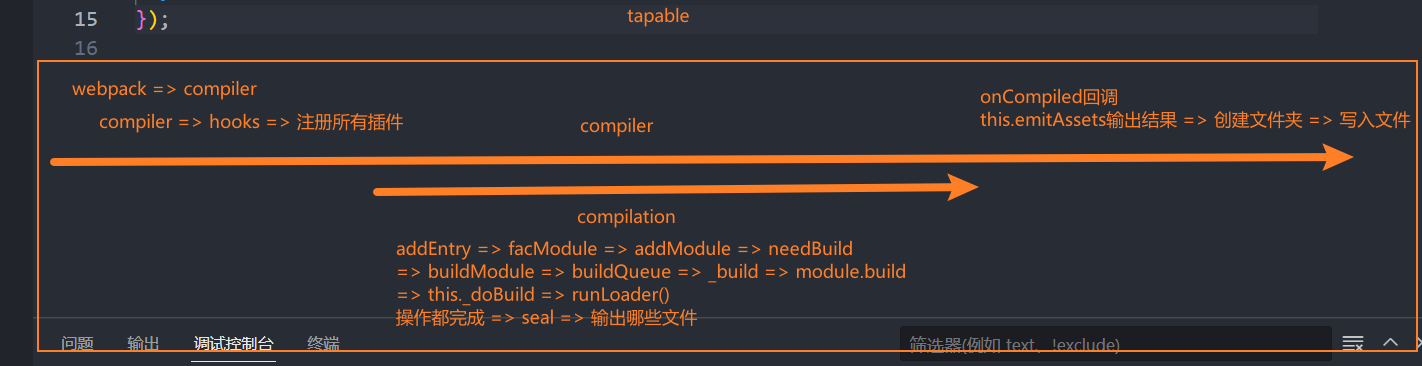 15 });
tapable
16
webpack => compiler
compiler => hooks => 注册所有插件
compiler
onCompiled回调
this.emitAssets输出结果 => 创建文件夹 => 写入文件
compilation
addEntry => facModule => addModule => needBuild
=> buildModule => buildQueue => _build => module.build
=> this._doBuild => runLoader()
操作都完成 => seal => 输出哪些文件
问题 输出 调试控制台 终端
筛选器(例如 text、!exclude)